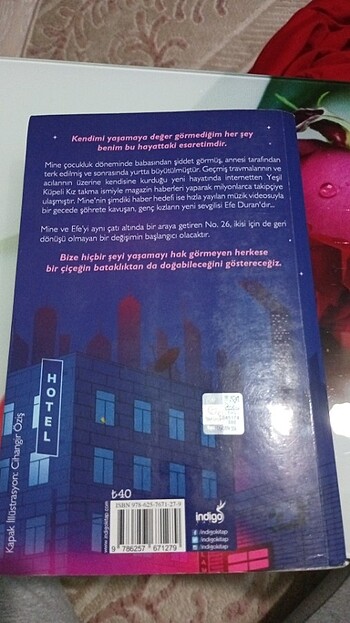 Kendimi yaşamaya değer görmediğim her şey
benim bu hayattaki esaretimdir.
Mine çocukluk döneminde babasından şiddet görmüş, annesi tarafından
terk edilmiş ve sonrasında yurtta büyütülmüştür. Geçmiş travmalarının ve
acılarının üzerine kendisine kurduğu yeni hayatında internetten Yeşil
Küpeli Kız takma ismiyle magazin haberleri yaparak milyonlarca takipçiye
ulaşmıştır. Mine'nin şimdiki haber hedefi ise hızla yayılan müzik videosuyla
bir gecede şöhrete kavuşan, genç kızların yeni sevgilisi Efe Duran'dır...
Mine ve Efe'yi aynı çatı altında bir araya getiren No. 26, ikisi için de geri
dönüşü olmayan bir değişimin başlangıcı olacaktır.
Bize hiçbir şeyi yaşamayı hak görmeyen herkese
bir çiçeğin bataklıktan da doğabileceğini göstereceğiz.
HOTEL
Kapak İllüstrasyon: Cihangir Öziş
₺40
ISBN 978-625-7671-27-9
9 786257 671279
www.indigokitap.com
indigo
kitap
/indigokitap
/indigokitap
/indigokitap